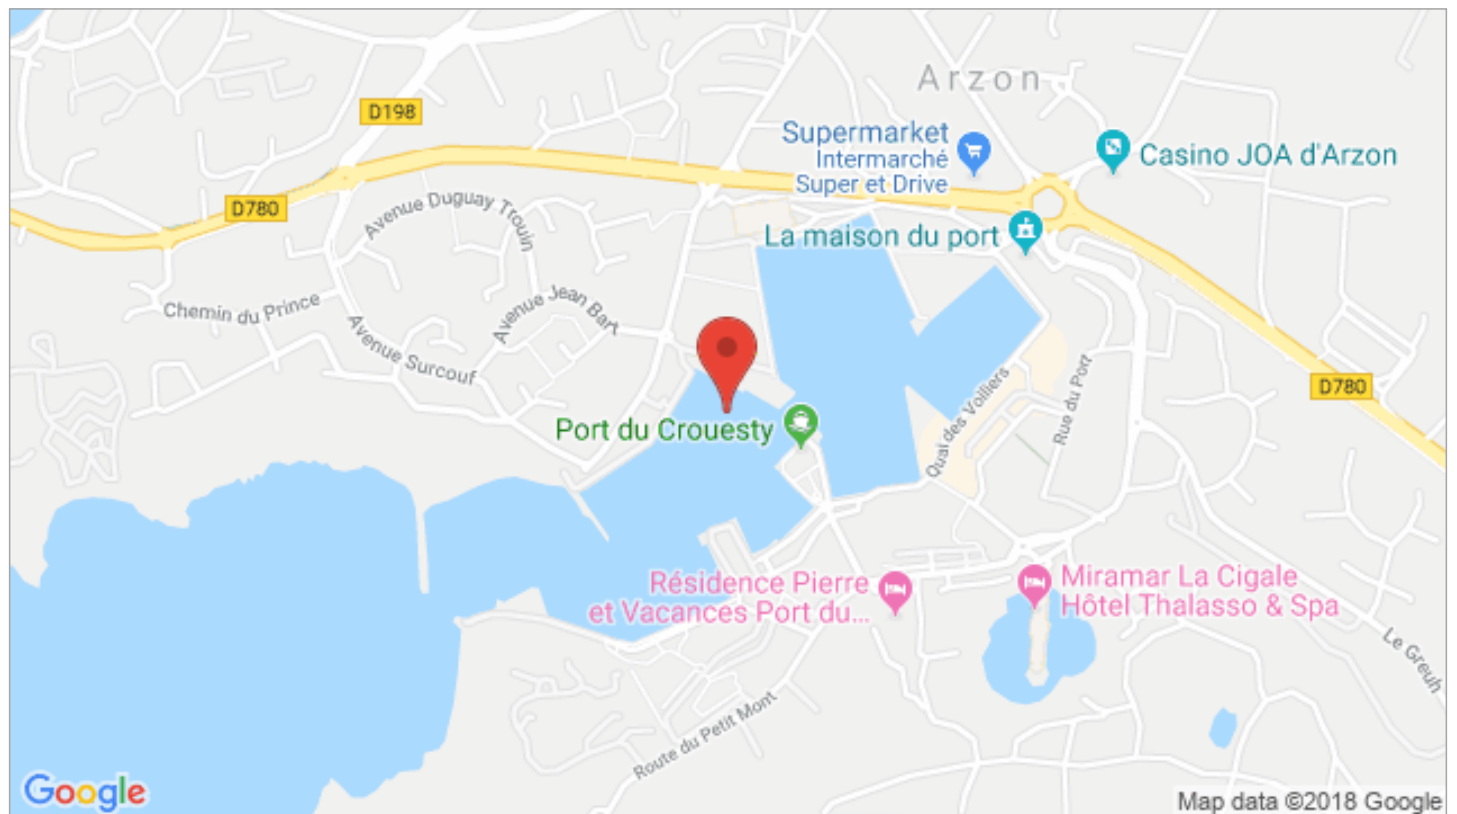 Arzon
D198
Supermarket
Intermarché
Super et Drive
Casino JOA d'Arzon
D780
Avenue Duguay Trouin
La maison du port
Chemin du Prince
Avenue Jean Bart
Avenue Surcouf
D780
Port du Crouesty
Quai des Voiliers
Rue du Port
Résidence Pierre
et Vacances Port du...
Miramar La Cigale
Hôtel Thalasso & Spa
Le Greuh
Route du Petit Mont
Google
Map data ©2018 Google